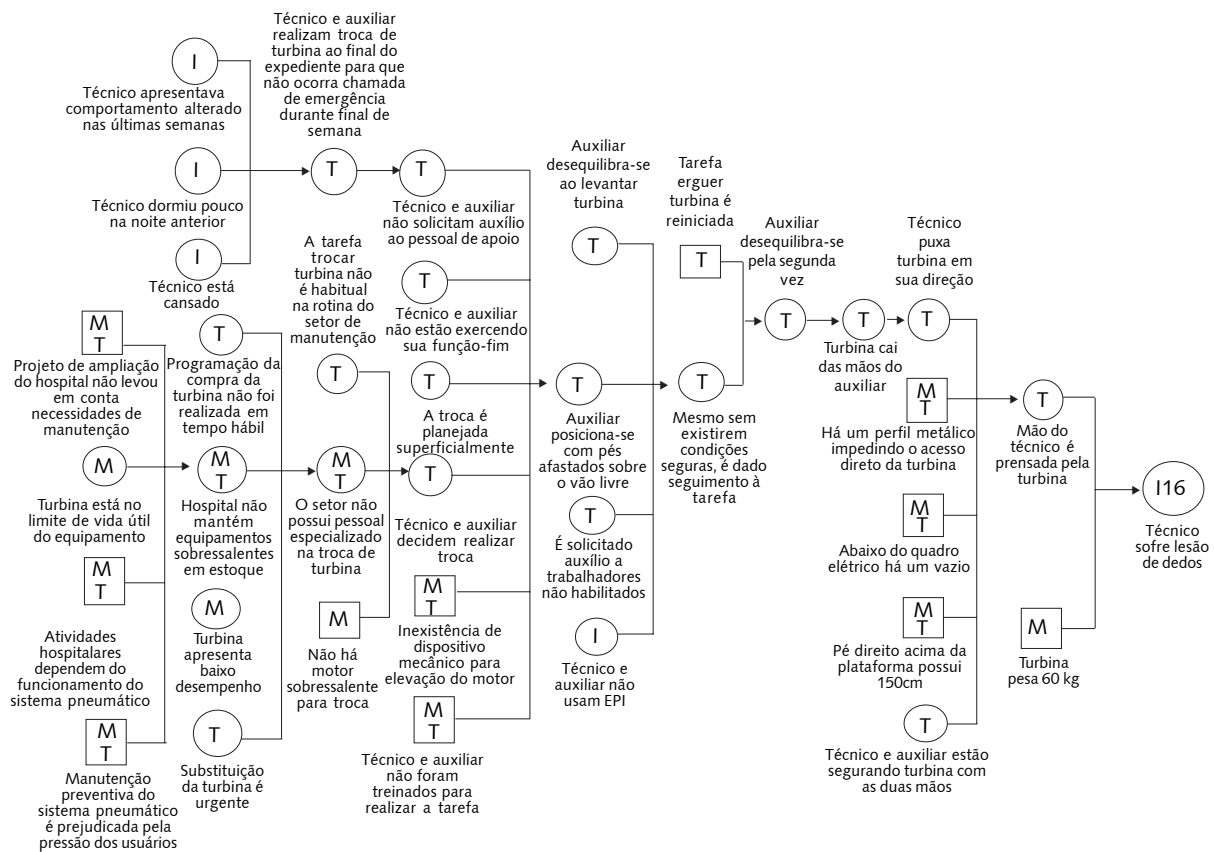 I
Técnico apresentava
comportamento alterado
nas últimas semanas
I
Técnico dormiu pouco
na noite anterior
I
Técnico está
cansado
Técnico e auxiliar
realizam troca de
turbina ao final do
expediente para que
não ocorra chamada
de emergência
durante final de
semana
T
T
Técnico e auxiliar
não solicitam auxílio
ao pessoal de apoio
T
Técnico e auxiliar
não estão exercendo
sua função-fim
T
A troca é
planejada
superficialmente
T
Técnico e auxiliar
decidem realizar
troca
M
T
Inexistência de
dispositivo
mecânico para
elevação do motor
M
T
Técnico e auxiliar
não foram
treinados para
realizar a tarefa
M
T
Projeto de ampliação
do hospital não levou
em conta
necessidades de
manutenção
M
Turbina está no
limite de vida útil
do equipamento
M
T
Atividades
hospitalares
dependem do
funcionamento do
sistema pneumático
M
T
Manutenção
preventiva do
sistema pneumático
é prejudicada pela
pressão dos usuários
T
Programação da
compra da
turbina não foi
realizada em
tempo hábil
M
T
Hospital não
mantém
equipamentos
sobressalentes
em estoque
M
Turbina
apresenta
baixo
desempenho
T
Substituição
da turbina é
urgente
A tarefa
trocar
turbina não
é habitual
na rotina do
setor de
manutenção
T
M
T
O setor não
possui pessoal
especializado
na troca de
turbina
M
Não há
motor
sobressalente
para troca
Auxiliar
desequilibra-se
ao levantar
turbina
T
T
Auxiliar
posiciona-se
com pés
afastados sobre
o vão livre
T
É solicitado
auxílio a
trabalhadores
não habilitados
I
Técnico e
auxiliar não
usam EPI
Tarefa
erguer
turbina é
reiniciada
T
T
Mesmo sem
existirem
condições
seguras, é dado
seguimento à
tarefa
Auxiliar
desequilibra-se
pela segunda
vez
T
T
Turbina cai
das mãos do
auxiliar
Técnico
puxa
turbina em
sua direção
T
M
T
Há um perfil metálico
impedindo o acesso
direto da turbina
M
T
Abaixo do quadro
elétrico há um vazio
M
T
Pé direito acima da
plataforma possui
150cm
T
Técnico e auxiliar estão
segurando turbina com
as duas mãos
T
Mão do
técnico é
prensada pela
turbina
M
Turbina
pesa 60 kg
I16
Técnico
sofre lesão
de dedos